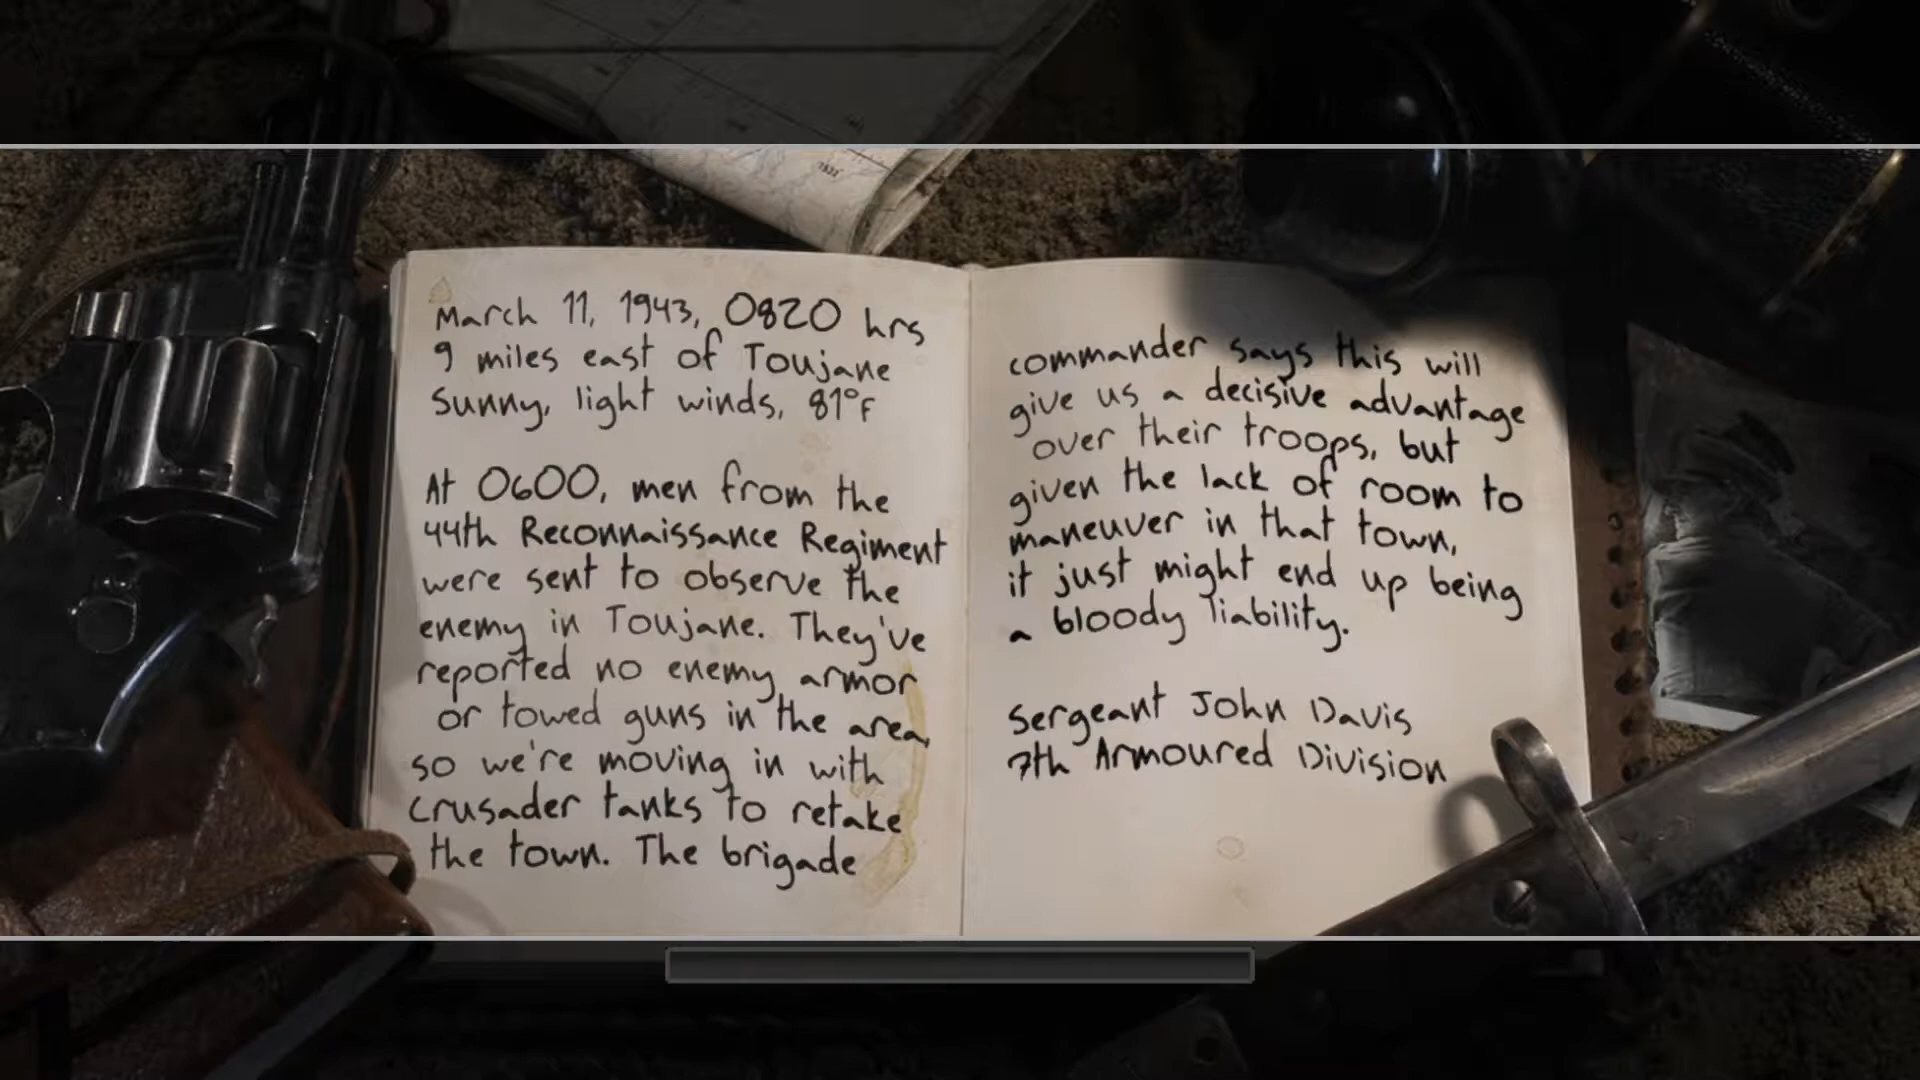 1532
March 11, 1943, 0820 hrs
9 miles east of Toujane
Sunny, light winds, 81°F
At 0600, men from the
44th Reconnaissance Regiment
were sent to observe the
enemy in Toujane. They've
reported no enemy armor
or towed guns in the area,
so we're moving in with
Crusader tanks to retake
the town. The brigade
commander says this will
give us a decisive advantage
over their troops, but
given the lack of room to
maneuver in that town,
it just might end up being
a bloody liability.
Sergeant John Davis
7th Armoured Division